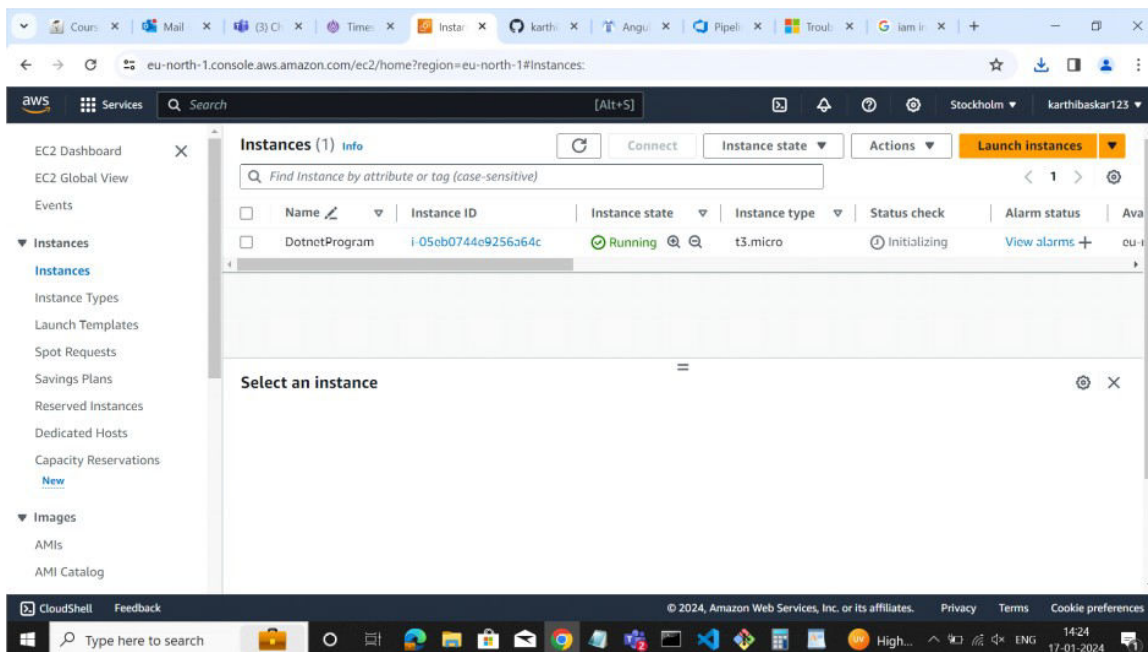 Cours Mail (3) Ch Time Instar karthi Angul Pipeli Troub iam in
eu-north-1.console.aws.amazon.com/ec2/home?region=eu-north-1#Instances:
aws Services Search [Alt+S] Stockholm karthibaskar123
EC2 Dashboard
EC2 Global View
Events
Instances
Instances
Instance Types
Launch Templates
Spot Requests
Savings Plans
Reserved Instances
Dedicated Hosts
Capacity Reservations
New
Images
AMIs
AMI Catalog
Instances (1) Info Connect Instance state Actions Launch instances
Find Instance by attribute or tag (case-sensitive) 1
Name Instance ID Instance state Instance type Status check Alarm status Ava
DotnetProgram i-05eb0744e9256a64c Running t3.micro Initializing View alarms
Select an instance
CloudShell Feedback © 2024, Amazon Web Services, Inc. or its affiliates. Privacy Terms Cookie preferences
Type here to search High... ENG 14:24
17-01-2024